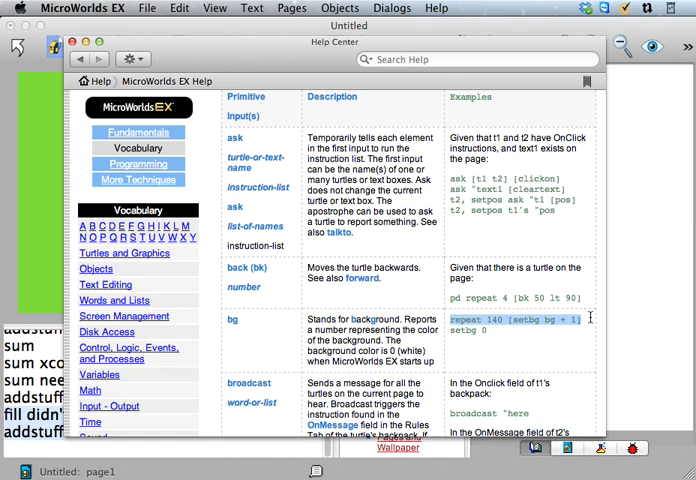 MicroWorlds EX File Edit View Text Pages Objects Dialogs Help
Untitled
Help Center
Search Help
Help MicroWorlds EX Help
MicroWorlds EX
Fundamentals
Vocabulary
Programming
More Techniques
Vocabulary
A B C D E F G H I K L M
N O P Q R S T U V W X Y
Turtles and Graphics
Objects
Text Editing
Words and Lists
Screen Management
Disk Access
Control, Logic, Events,
and Processes
Variables
Math
Input - Output
Time
Primitive
Input(s)
Description
Examples
ask
turtle-or-text-
name
instruction-list
ask
list-of-names
instruction-list
Temporarily tells each element
in the first input to run the
instruction list. The first input
can be the name(s) of one or
many turtles or text boxes. Ask
does not change the current
turtle or text box. The
apostrophe can be used to ask
a turtle to report something. See
also talkto.
Given that t1 and t2 have OnClick
instructions, and text1 exists on
the page:
ask [t1 t2] [clickon]
ask "text1 [cleartext]
t2, setpos ask "t1 [pos]
t2, setpos t1's "pos
back (bk)
number
Moves the turtle backwards.
See also forward.
Given that there is a turtle on the
page:
pd repeat 4 [bk 50 lt 90]
bg
Stands for background. Reports
a number representing the color
of the background. The
background color is 0 (white)
when MicroWorlds EX starts up
repeat 140 [setbg bg + 1]
setbg 0
broadcast
word-or-list
Sends a message for all the
turtles on the current page to
hear. Broadcast triggers the
instruction found in the
OnMessage field in the Rules
Tab of the turtle's backpack. If
In the Onclick field of t1's
backpack:
broadcast "here
In the OnMessage field of t2's
addstuff
sum
sum xco
sum nee
addstuf
fill didn'
addstuf
Pages and
Wallpaper
Untitled: page1